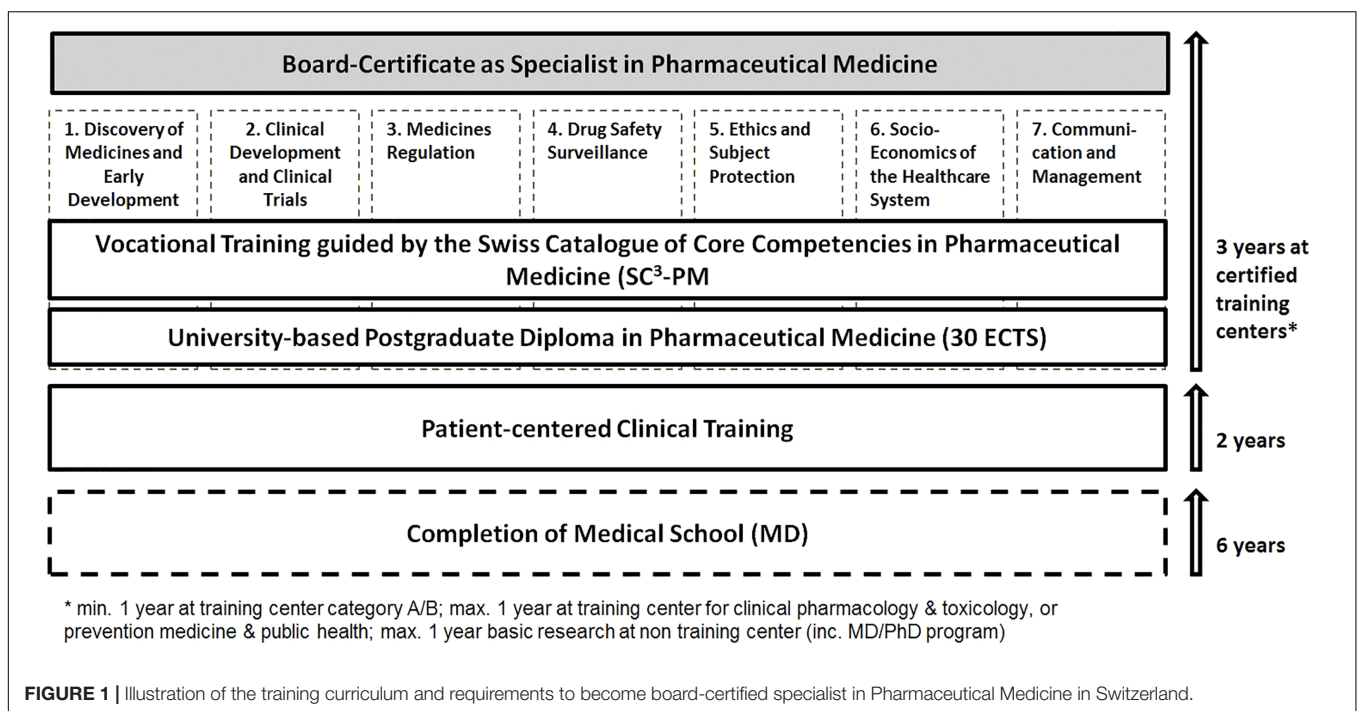 Board-Certificate as Specialist in Pharmaceutical Medicine
1. Discovery of
Medicines and
Early
Development
2. Clinical
Development
and Clinical
Trials
3. Medicines
Regulation
4. Drug Safety
Surveillance
5. Ethics and
Subject
Protection
6. Socio-
Economics of
the Healthcare
System
7. Communi-
cation and
Management
Vocational Training guided by the Swiss Catalogue of Core Competencies in Pharmaceutical
Medicine (SC³-PM
University-based Postgraduate Diploma in Pharmaceutical Medicine (30 ECTS)
3 years at
certified
training
centers*
Patient-centered Clinical Training
2 years
Completion of Medical School (MD)
6 years
* min. 1 year at training center category A/B; max. 1 year at training center for clinical pharmacology & toxicology, or
prevention medicine & public health; max. 1 year basic research at non training center (inc. MD/PhD program)
FIGURE 1 | Illustration of the training curriculum and requirements to become board-certified specialist in Pharmaceutical Medicine in Switzerland.